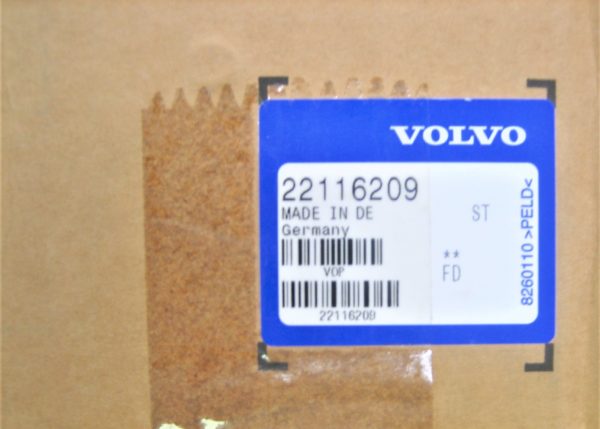 VOLVO
22116209
MADE IN DE
Germany
ST
**
FD
VOP
22116209
8260110 >PELD<